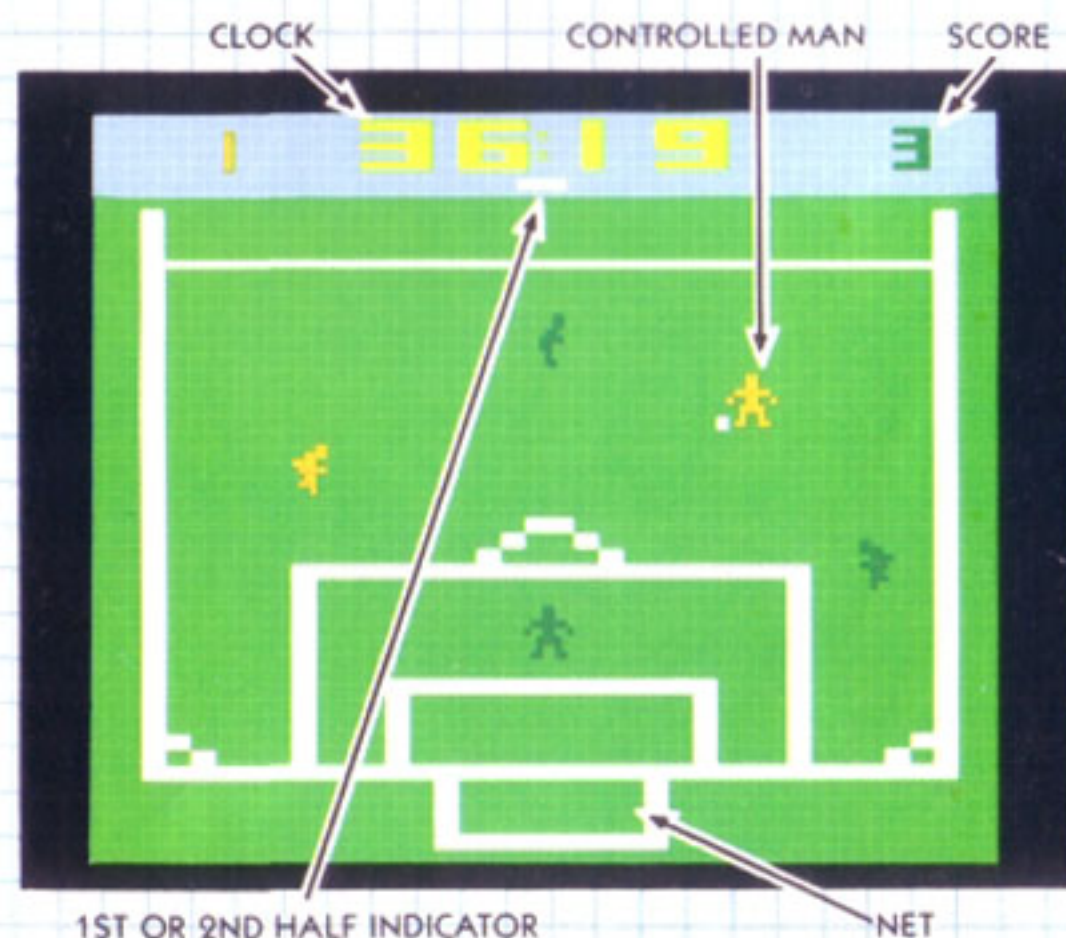 CLOCK CONTROLLED MAN SCORE
1 36:19 3
1ST OR 2ND HALF INDICATOR NET